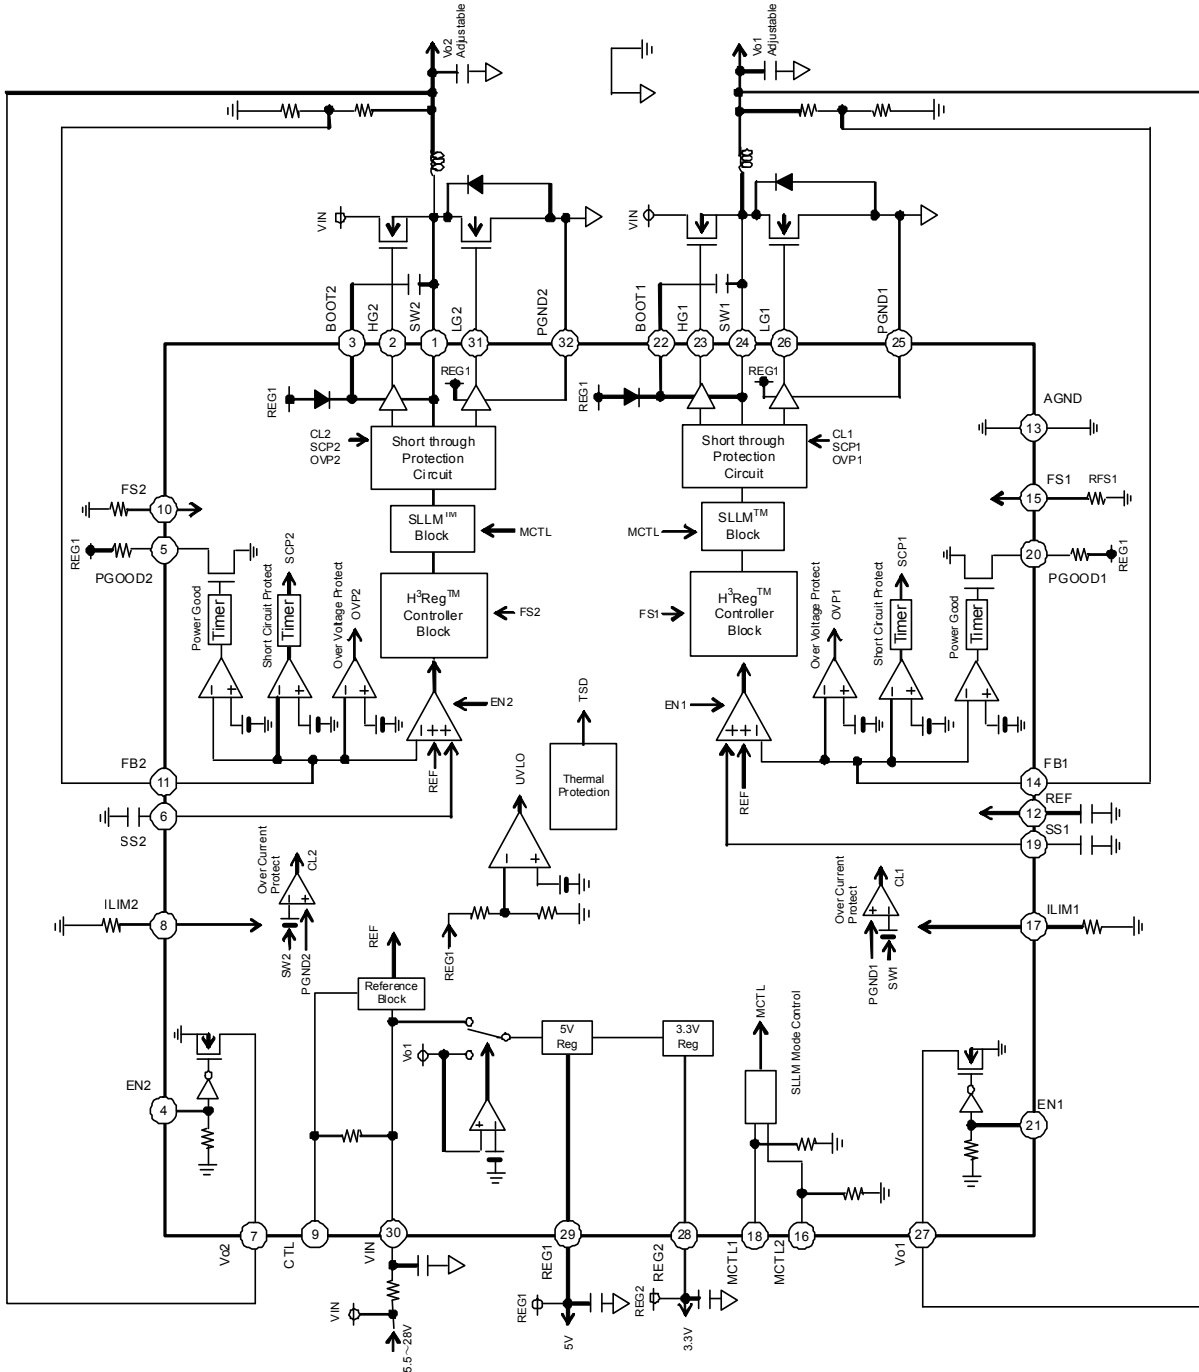 Vo2
Adjustable
Vo1
Adjustable
VIN
VIN
BOOT2
HG2
SW2
LG2
PGND2
BOOT1
HG1
SW1
LG1
PGND1
3
2
1
31
32
22
23
24
26
25
REG1
REG1
REG1
REG1
AGND
13
CL2
SCP2
OVP2
Short through
Protection
Circuit
Short through
Protection
Circuit
CL1
SCP1
OVP1
FS2
10
FS1
15
RFS1
SLLM™
Block
MCTL
MCTL
SLLM™
Block
REG1
5
PGOOD2
SCP2
SCP1
20
PGOOD1
REG1
H³Reg™
Controller
Block
FS2
FS1
H³Reg™
Controller
Block
Power Good
Timer
Short Circuit Protect
Timer
Over Voltage Protect
OVP2
Over Voltage Protect
OVP1
Short Circuit Protect
Timer
Power Good
Timer
EN2
TSD
EN1
REF
REF
FB2
11
UVLO
Thermal
Protection
FB1
14
REF
12
6
SS2
SS1
19
Over Current
Protect
CL2
Over Current
Protect
CL1
ILIM2
8
ILIM1
17
SW2
PGND2
REG1
PGND1
SW1
REF
Reference
Block
Vo1
5V
Reg
3.3V
Reg
MCTL
SLLM Mode Control
EN2
4
EN1
21
7
9
30
29
28
18
16
27
Vo2
CTL
VIN
REG1
REG2
MCTL1
MCTL2
Vo1
VIN
5.5～28V
REG1
5V
REG2
3.3V